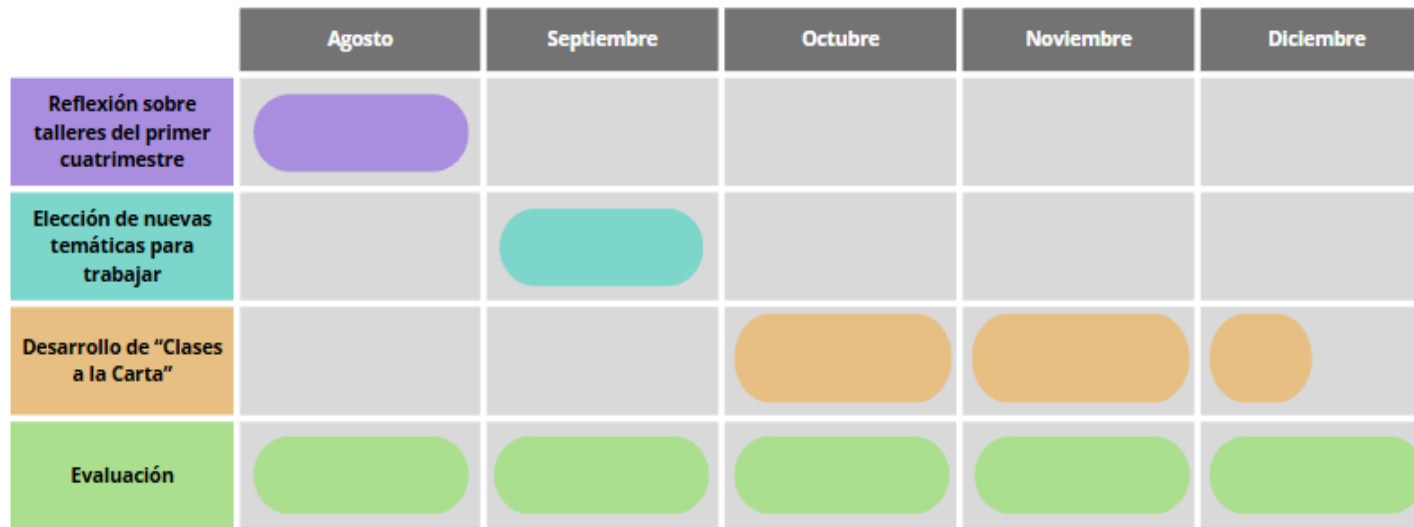 Agosto Septiembre Octubre Noviembre Diciembre
Reflexión sobre
talleres del primer
cuatrimestre
Elección de nuevas
temáticas para
trabajar
Desarrollo de “Clases
a la Carta”
Evaluación